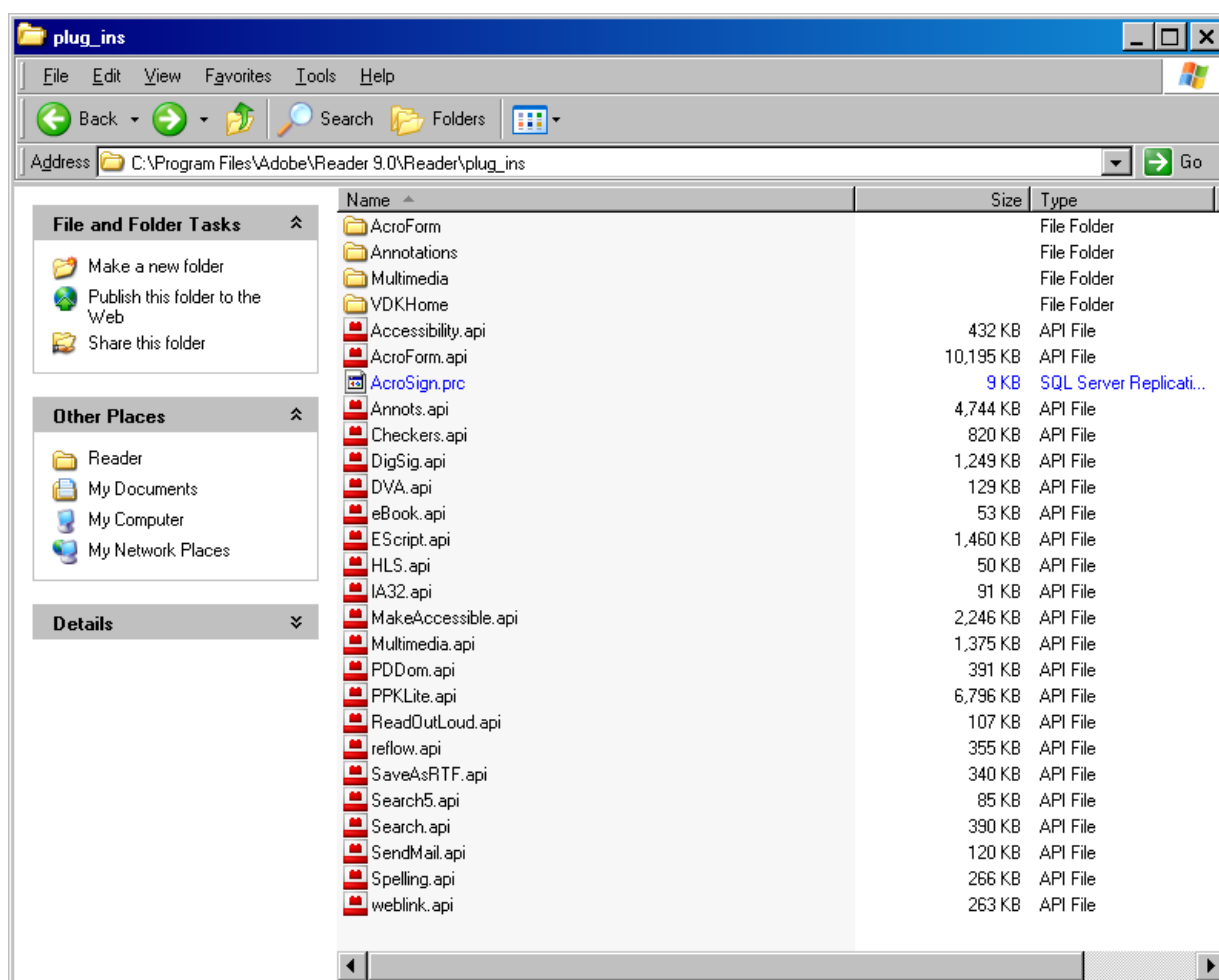 plug_ins
File Edit View Favorites Tools Help
Back Search Folders
Address C:\Program Files\Adobe\Reader 9.0\Reader\plug_ins Go
File and Folder Tasks
Make a new folder
Publish this folder to the
Web
Share this folder
Other Places
Reader
My Documents
My Computer
My Network Places
Details
Name Size Type
AcroForm File Folder
Annotations File Folder
Multimedia File Folder
VDKHome File Folder
Accessibility.api 432 KB API File
AcroForm.api 10,195 KB API File
AcroSign.prc 9 KB SQL Server Replicati...
Annots.api 4,744 KB API File
Checkers.api 820 KB API File
DigSig.api 1,249 KB API File
DVA.api 129 KB API File
eBook.api 53 KB API File
EScript.api 1,460 KB API File
HLS.api 50 KB API File
IA32.api 91 KB API File
MakeAccessible.api 2,246 KB API File
Multimedia.api 1,375 KB API File
PDDom.api 391 KB API File
PPKLite.api 6,796 KB API File
ReadOutLoud.api 107 KB API File
reflow.api 355 KB API File
SaveAsRTF.api 340 KB API File
Search5.api 85 KB API File
Search.api 390 KB API File
SendMail.api 120 KB API File
Spelling.api 266 KB API File
weblink.api 263 KB API File